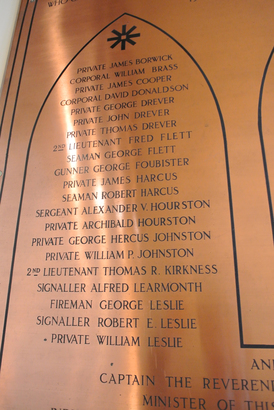 PRIVATE JAMES BORWICK
CORPORAL WILLIAM BRASS
PRIVATE JAMES COOPER
CORPORAL DAVID DONALDSON
PRIVATE GEORGE DREVER
PRIVATE JOHN DREVER
PRIVATE THOMAS DREVER
2ND LIEUTENANT FRED FLETT
SEAMAN GEORGE FLETT
GUNNER GEORGE FOUBISTER
PRIVATE JAMES HARCUS
SEAMAN ROBERT HARCUS
SERGEANT ALEXANDER V. HOURSTON
PRIVATE ARCHIBALD HOURSTON
PRIVATE GEORGE HERCUS JOHNSTON
PRIVATE WILLIAM P. JOHNSTON
2ND LIEUTENANT THOMAS R. KIRKNESS
SIGNALLER ALFRED LEARMONTH
FIREMAN GEORGE LESLIE
SIGNALLER ROBERT E. LESLIE
PRIVATE WILLIAM LESLIE
AN
CAPTAIN THE REVEREN
MINISTER OF THIS